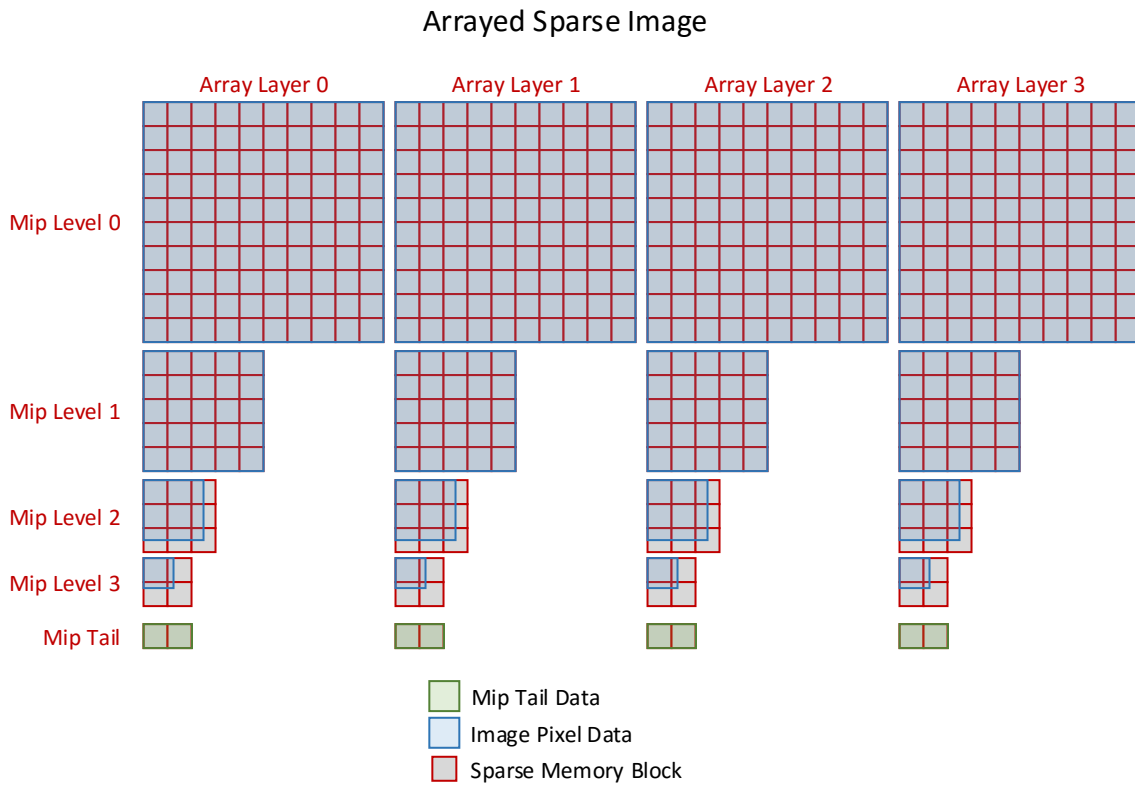 Arrayed Sparse Image
Array Layer 0
Array Layer 1
Array Layer 2
Array Layer 3
Mip Level 0
Mip Level 1
Mip Level 2
Mip Level 3
Mip Tail
Mip Tail Data
Image Pixel Data
Sparse Memory Block